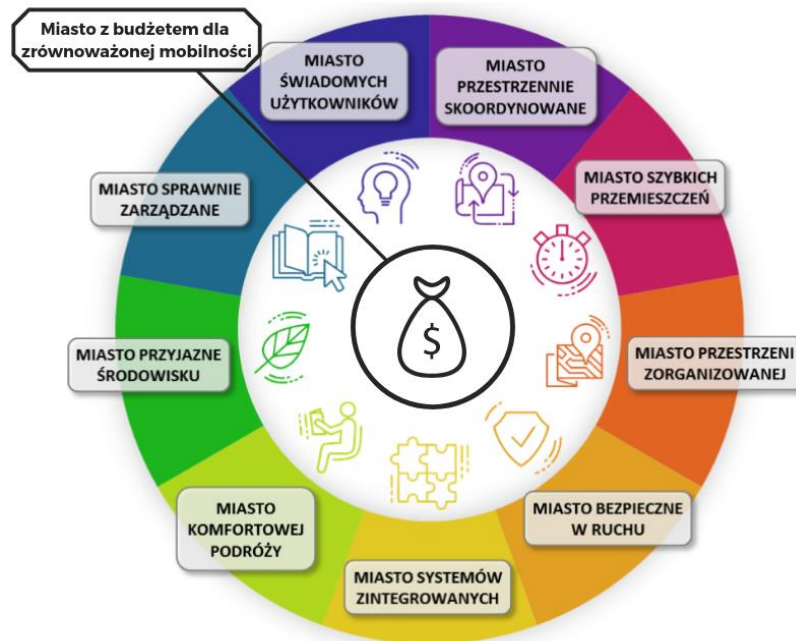 Miasto z budżetem dla
zrównoważonej mobilności
MIASTO
ŚWIADOMYCH
UŻYTKOWNIKÓW
MIASTO
PRZESTRZENNIE
SKOORDYNOWANE
MIASTO SZYBKICH
PRZEMIESZCZEŃ
MIASTO PRZESTRZENI
ZORGANIZOWANEJ
MIASTO BEZPIECZNE
W RUCHU
MIASTO SYSTEMÓW
ZINTEGROWANYCH
MIASTO
KOMFORTOWEJ
PODRÓŻY
MIASTO PRZYJAZNE
ŚRODOWISKU
MIASTO SPRAWNIE
ZARZĄDZANE
$